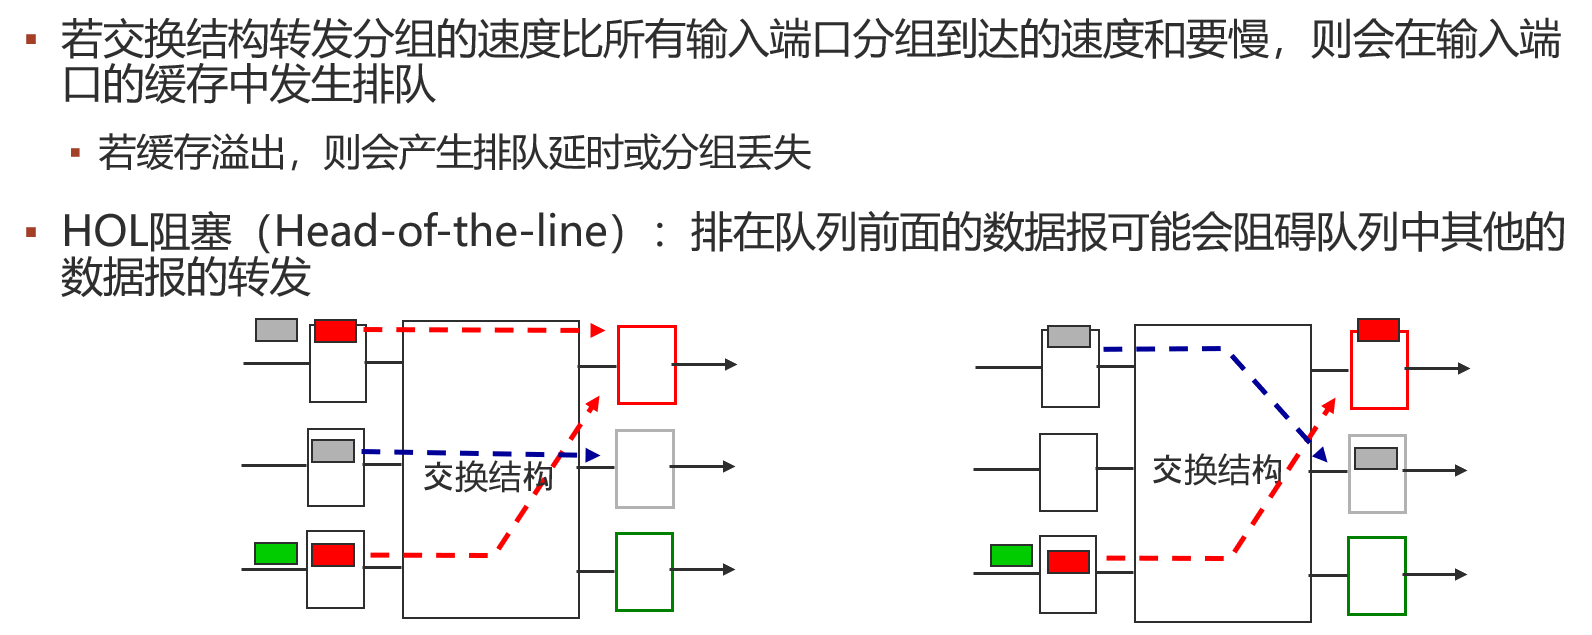 若交换结构转发分组的速度比所有输入端口分组到达的速度和要慢，则会在输入端
口的缓存中发生排队
若缓存溢出，则会产生排队延时或分组丢失
HOL阻塞（Head-of-the-line）：排在队列前面的数据报可能会阻碍队列中其他的
数据报的转发
交换结构
交换结构